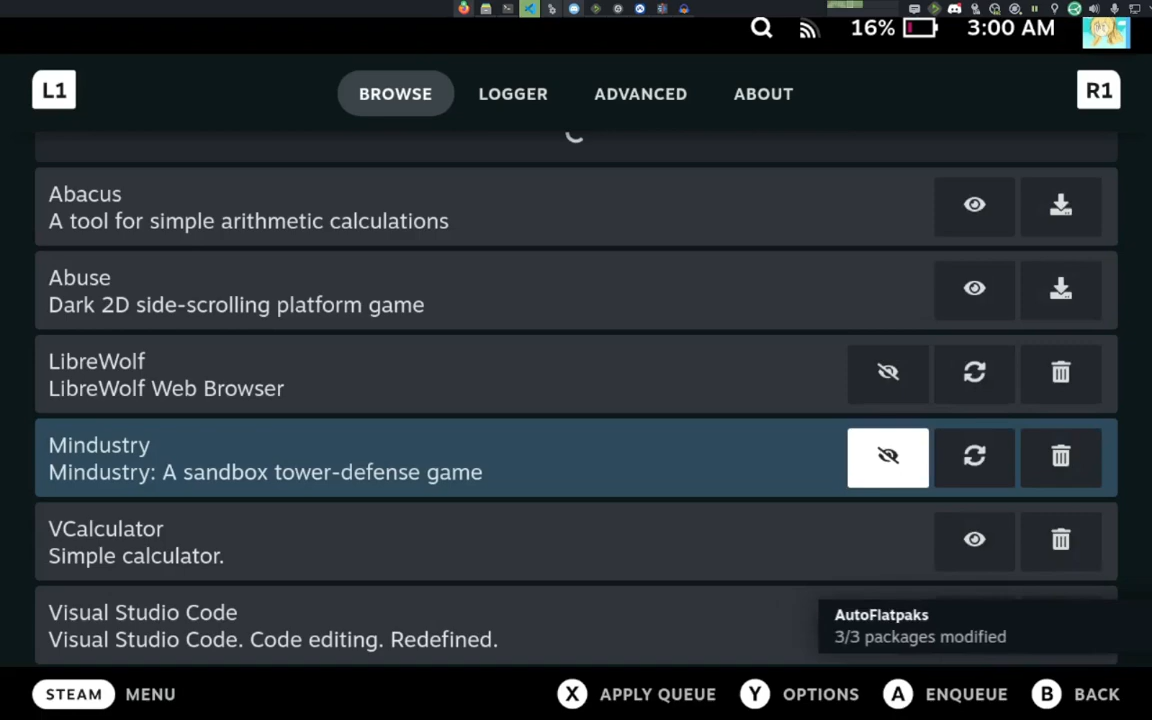 16%
3:00 AM
L1
BROWSE
LOGGER
ADVANCED
ABOUT
R1
Abacus
A tool for simple arithmetic calculations
Abuse
Dark 2D side-scrolling platform game
LibreWolf
LibreWolf Web Browser
Mindustry
Mindustry: A sandbox tower-defense game
VCalculator
Simple calculator.
Visual Studio Code
Visual Studio Code. Code editing. Redefined.
AutoFlatpaks
3/3 packages modified
STEAM MENU
X APPLY QUEUE
Y OPTIONS
A ENQUEUE
B BACK